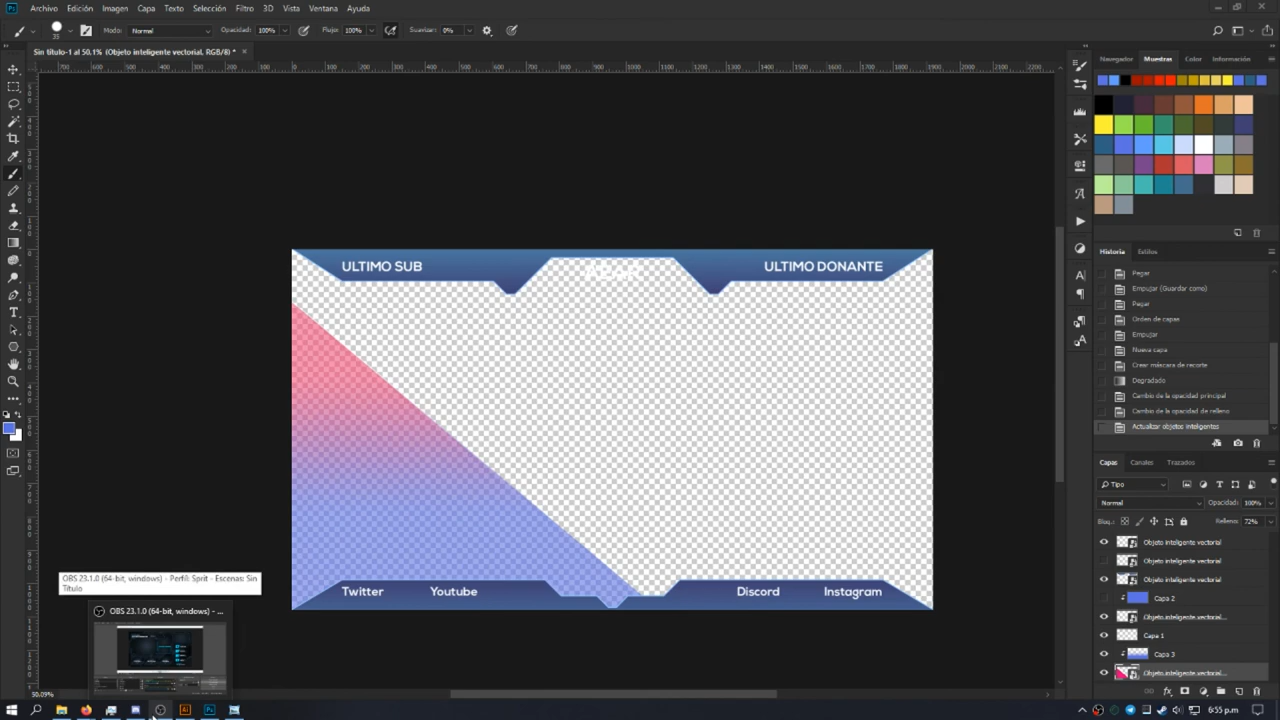 Archivo Edición Imagen Capa Texto Selección Filtro 3D Vista Ventana Ayuda
33 Modo: Normal Opacidad: 100% Flujo: 100% Suavizar: 0%
Sin título-1 al 50,1% (Objeto inteligente vectorial, RGB/8) *
Navegador Muestras Color Información
ULTIMO SUB
ULTIMO DONANTE
Twitter
Youtube
Discord
Instagram
Historia Estilos
Pegar
Empujar (Guardar como)
Pegar
Orden de capas
Empujar
Nueva capa
Crear máscara de recorte
Degradado
Cambio de la opacidad principal
Cambio de la opacidad de relleno
Actualizar objetos inteligentes
Capas Canales Trazados
Tipo
Normal Opacidad: 100%
Bloq.: Relleno: 72%
Objeto inteligente vectorial
Objeto inteligente vectorial
Objeto inteligente vectorial
Capa 2
Objeto inteligente vectorial...
Capa 1
Capa 3
Objeto inteligente vectorial...
OBS 23.1.0 (64-bit, windows) - Perfil: Sprit - Escenas: Sin
Título
OBS 23.1.0 (64-bit, windows) - ...
50.09%
6:55 p.m.